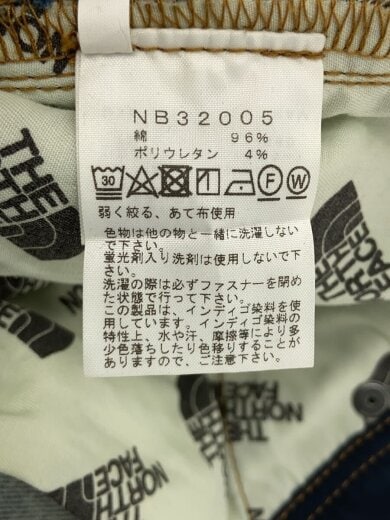 NB32005
綿 96%
ポリウレタン 4%
30 F W
弱く絞る、あて布使用
色物は他の物と一緒に洗濯しない
で下さい。
蛍光剤入り洗剤は使用しないで下
さい。
洗濯の際は必ずファスナーを閉め
た状態で行って下さい。
この製品は、インディゴ染料を使
用しています。インディゴ染料の
特性上、水や汗、摩擦等により多
少色落ちしたり色移りすることが
ありますので、ご注意下さい。
THE
NORTH
FACE
THE
NORTH
FACE
THE
NORTH
FACE